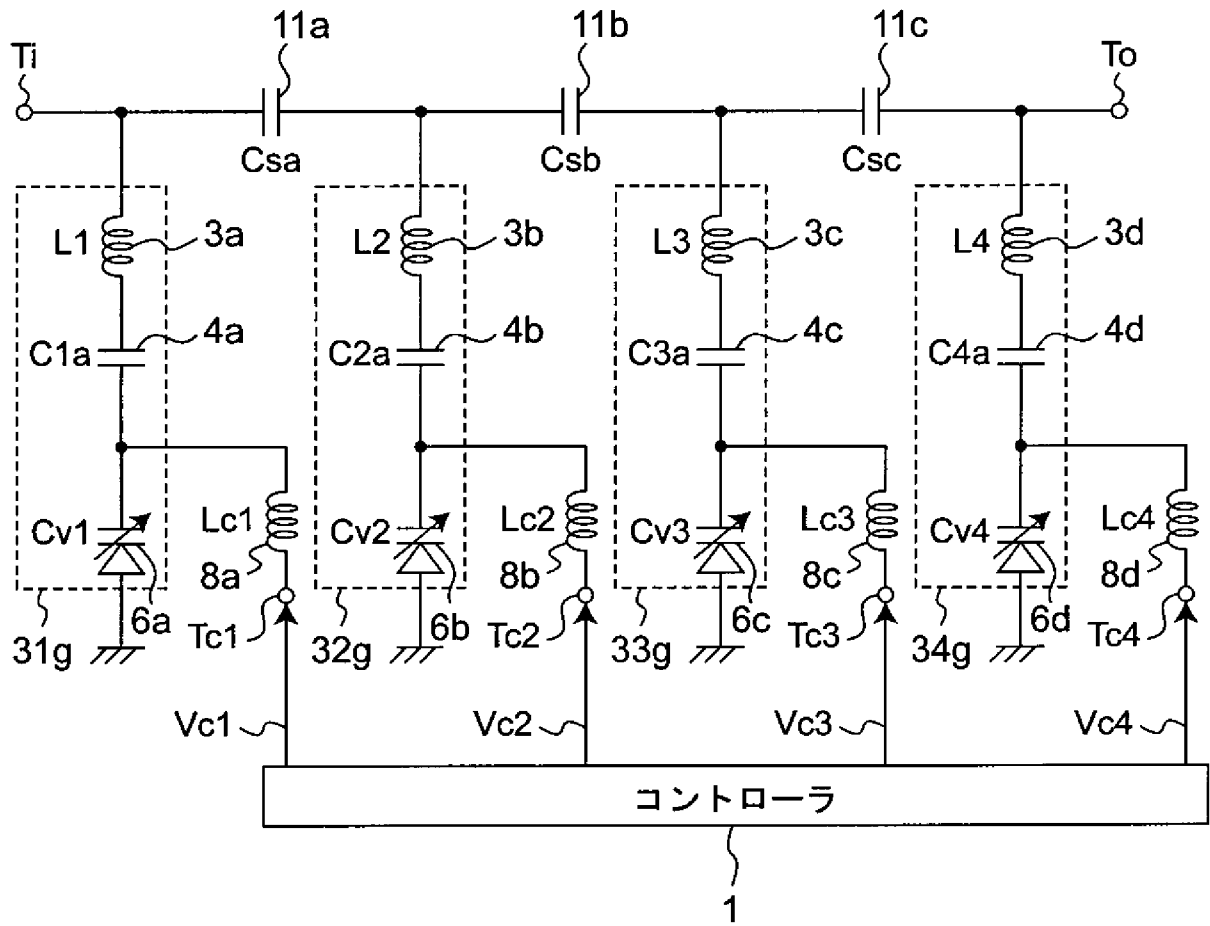 11a 11b 11c
Ti To
Csa Csb Csc
L1 3a L2 3b L3 3c L4 3d
4a 4b 4c 4d
C1a C2a C3a C4a
Cv1 Lc1 Cv2 Lc2 Cv3 Lc3 Cv4 Lc4
8a 8b 8c 8d
6a 6b 6c 6d
31g Tc1 32g Tc2 33g Tc3 34g Tc4
Vc1 Vc2 Vc3 Vc4
コントローラ
1